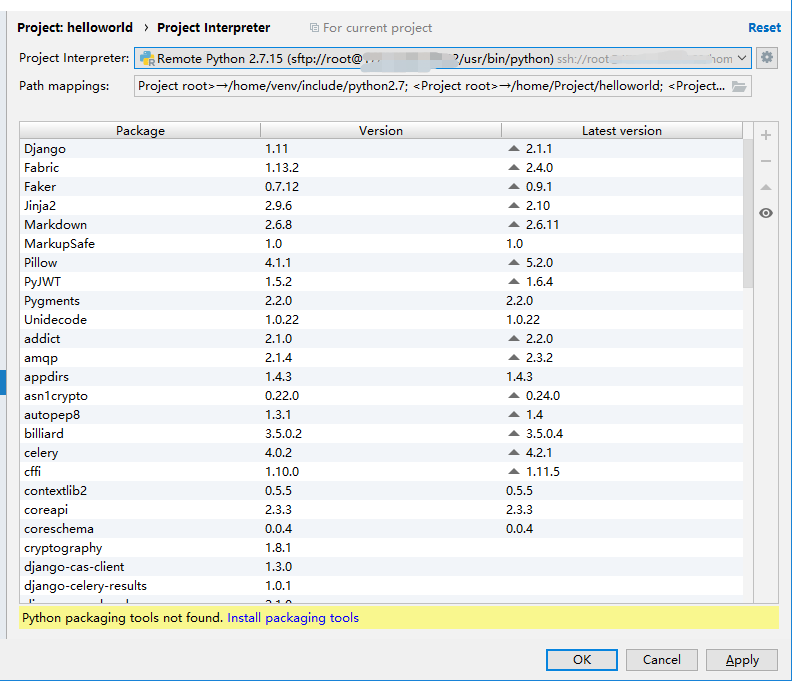 Project: helloworld › Project Interpreter For current project Reset
Project Interpreter: Remote Python 2.7.15 (sftp://root@ 2/usr/bin/python) ssh://root@ /hom
Path mappings: Project root>→/home/venv/include/python2.7; <Project root>→/home/Project/helloworld; <Project...
Package Version Latest version
Django 1.11 2.1.1
Fabric 1.13.2 2.4.0
Faker 0.7.12 0.9.1
Jinja2 2.9.6 2.10
Markdown 2.6.8 2.6.11
MarkupSafe 1.0 1.0
Pillow 4.1.1 5.2.0
PyJWT 1.5.2 1.6.4
Pygments 2.2.0 2.2.0
Unidecode 1.0.22 1.0.22
addict 2.1.0 2.2.0
amqp 2.1.4 2.3.2
appdirs 1.4.3 1.4.3
asn1crypto 0.22.0 0.24.0
autopep8 1.3.1 1.4
billiard 3.5.0.2 3.5.0.4
celery 4.0.2 4.2.1
cffi 1.10.0 1.11.5
contextlib2 0.5.5 0.5.5
coreapi 2.3.3 2.3.3
coreschema 0.0.4 0.0.4
cryptography 1.8.1
django-cas-client 1.3.0
django-celery-results 1.0.1
Python packaging tools not found. Install packaging tools
OK Cancel Apply